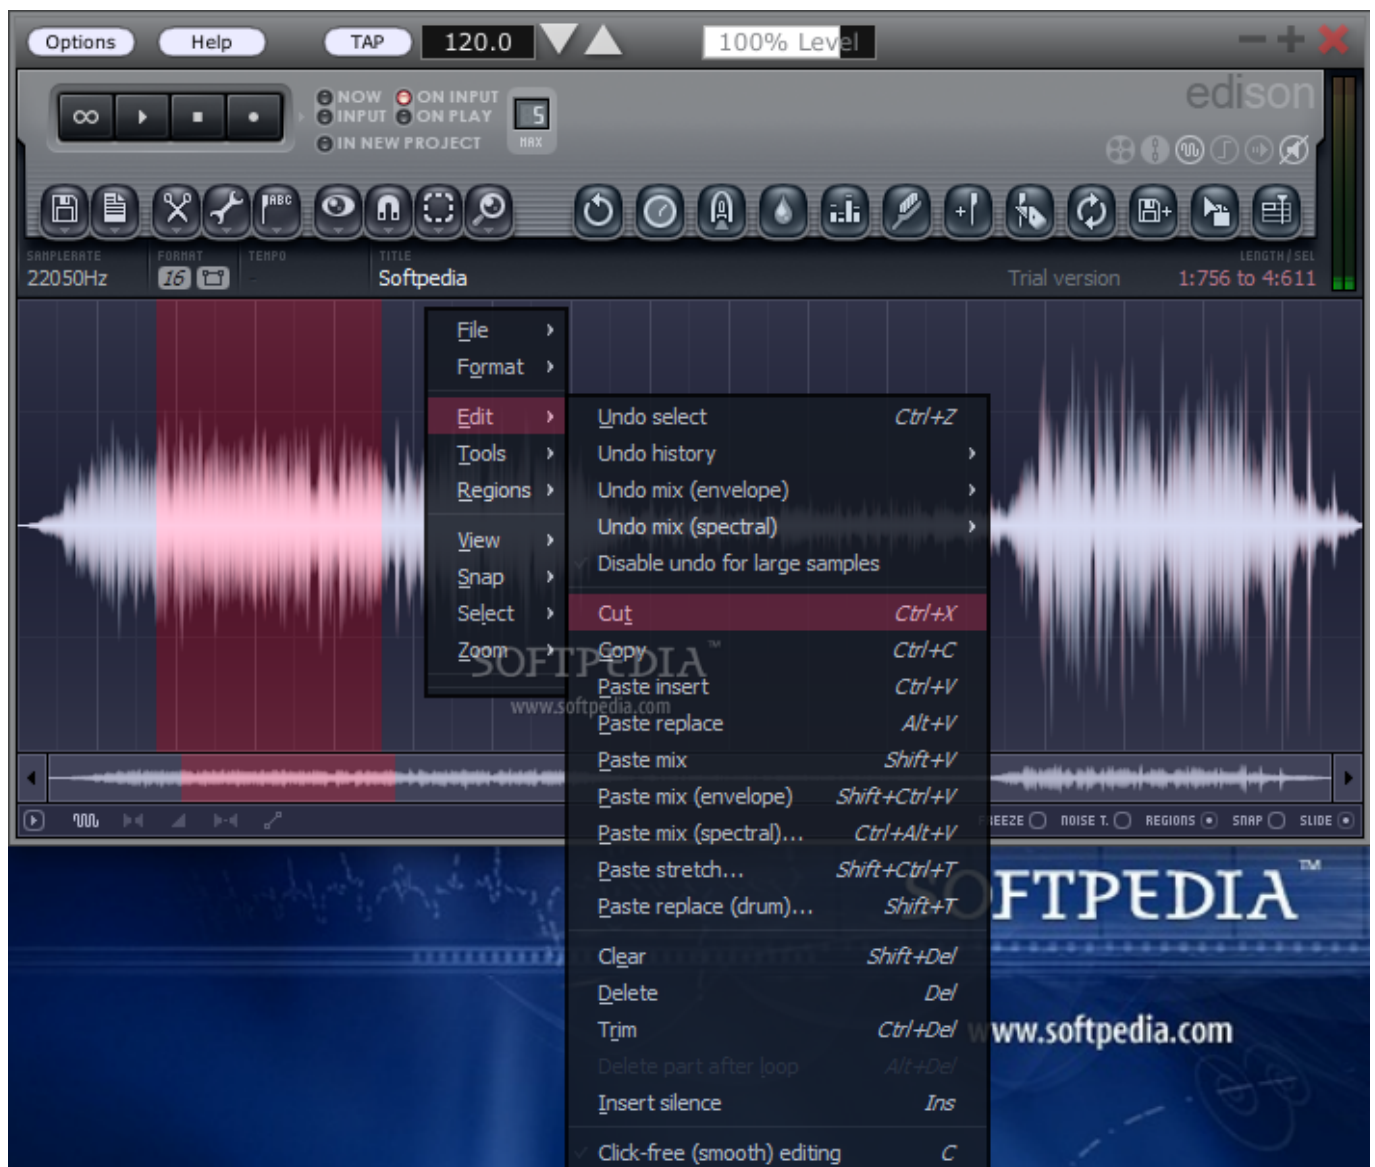 Options Help TAP 120.0 100% Level
edison
NOW ON INPUT
INPUT ON PLAY
IN NEW PROJECT
5
MAX
ABC
SAMPLERATE FORMAT TEMPO TITLE LENGTH/SEL
22050Hz 16 - Softpedia Trial version 1:756 to 4:611
File
Format
Edit
Tools
Regions
View
Snap
Select
Zoom
Undo select Ctrl+Z
Undo history
Undo mix (envelope)
Undo mix (spectral)
Disable undo for large samples
Cut Ctrl+X
Copy Ctrl+C
Paste insert Ctrl+V
Paste replace Alt+V
Paste mix Shift+V
Paste mix (envelope) Shift+Ctrl+V
Paste mix (spectral)... Ctrl+Alt+V
Paste stretch... Shift+Ctrl+T
Paste replace (drum)... Shift+T
Clear Shift+Del
Delete Del
Trim Ctrl+Del
Delete part after loop Alt+Del
Insert silence Ins
Click-free (smooth) editing C
SOFTPEDIA™
www.softpedia.com
REEZE NOISE T. REGIONS SNAP SLIDE
SOFTPEDIA™
www.softpedia.com